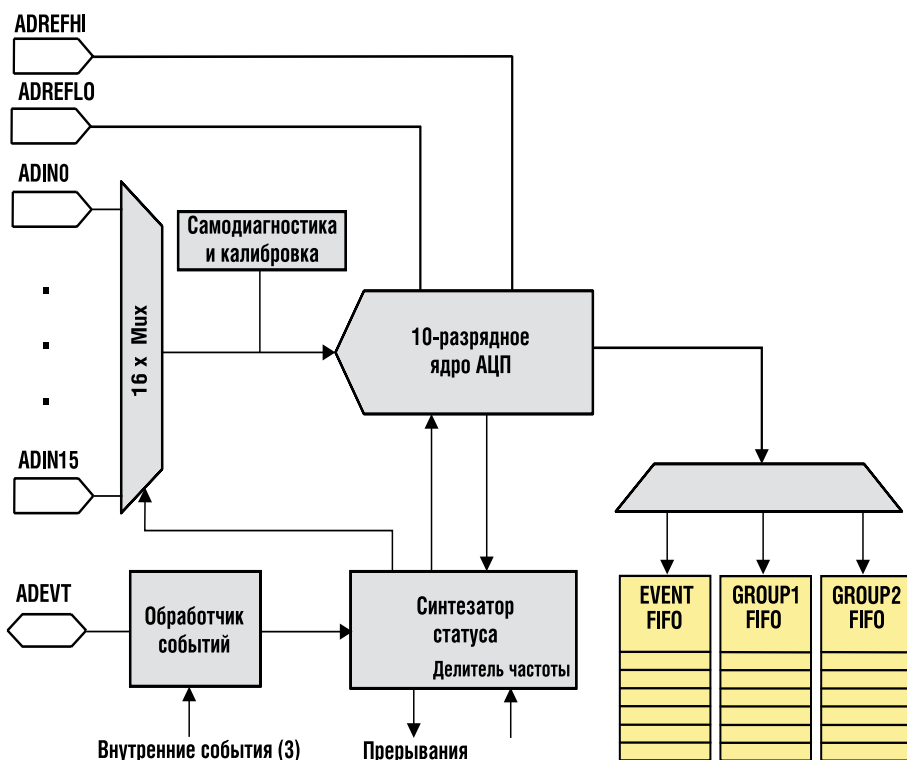 ADREFHI
ADREFLO
ADIN0
Самодиагностика
и калибровка
16 x Mux
10-разрядное
ядро АЦП
ADIN15
ADEVT
Обработчик
событий
Синтезатор
статуса
Делитель частоты
EVENT
FIFO
GROUP1
FIFO
GROUP2
FIFO
Внутренние события (3)
Прерывания